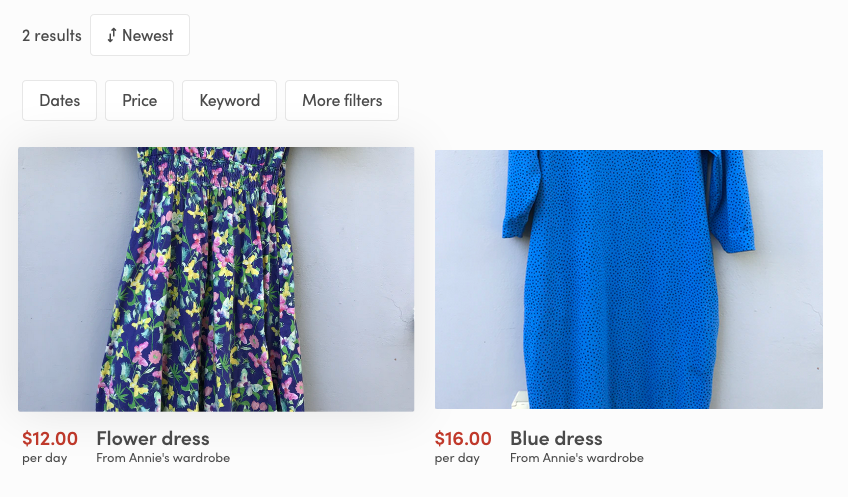 2 results
Newest
Dates
Price
Keyword
More filters
$12.00
per day
Flower dress
From Annie's wardrobe
$16.00
per day
Blue dress
From Annie's wardrobe